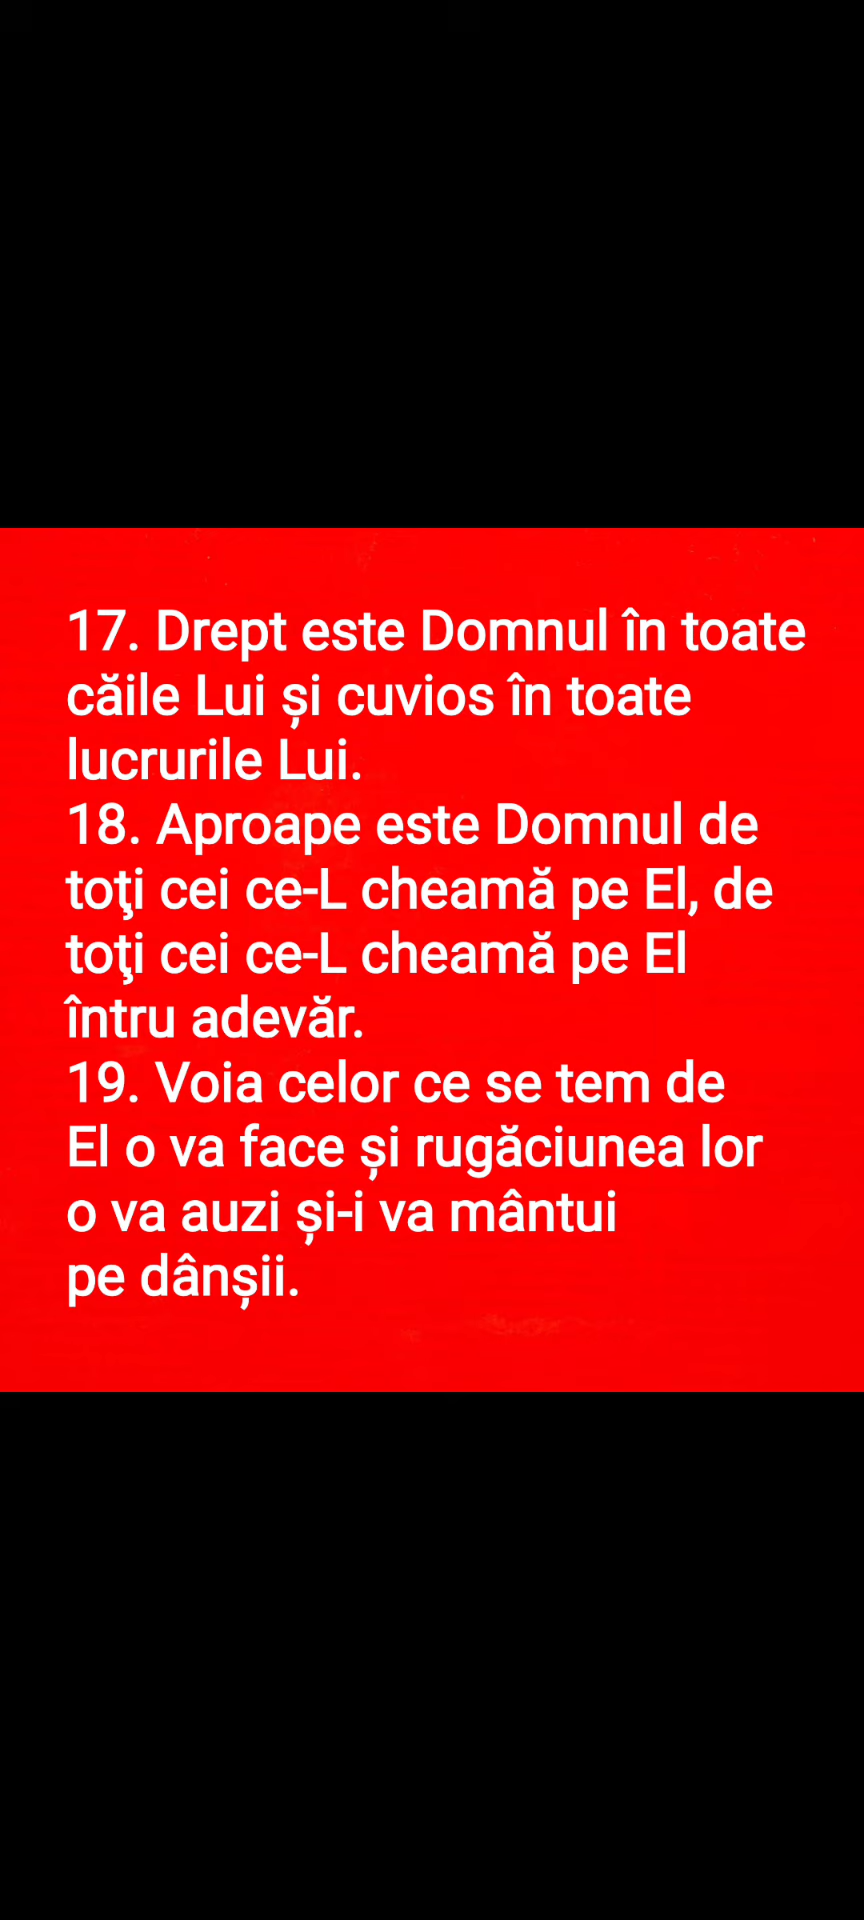 17. Drept este Domnul în toate
căile Lui și cuvios în toate
lucrurile Lui.
18. Aproape este Domnul de
toţi cei ce-L cheamă pe El, de
toţi cei ce-L cheamă pe El
întru adevăr.
19. Voia celor ce se tem de
El o va face și rugăciunea lor
o va auzi și-i va mântui
pe dânșii.